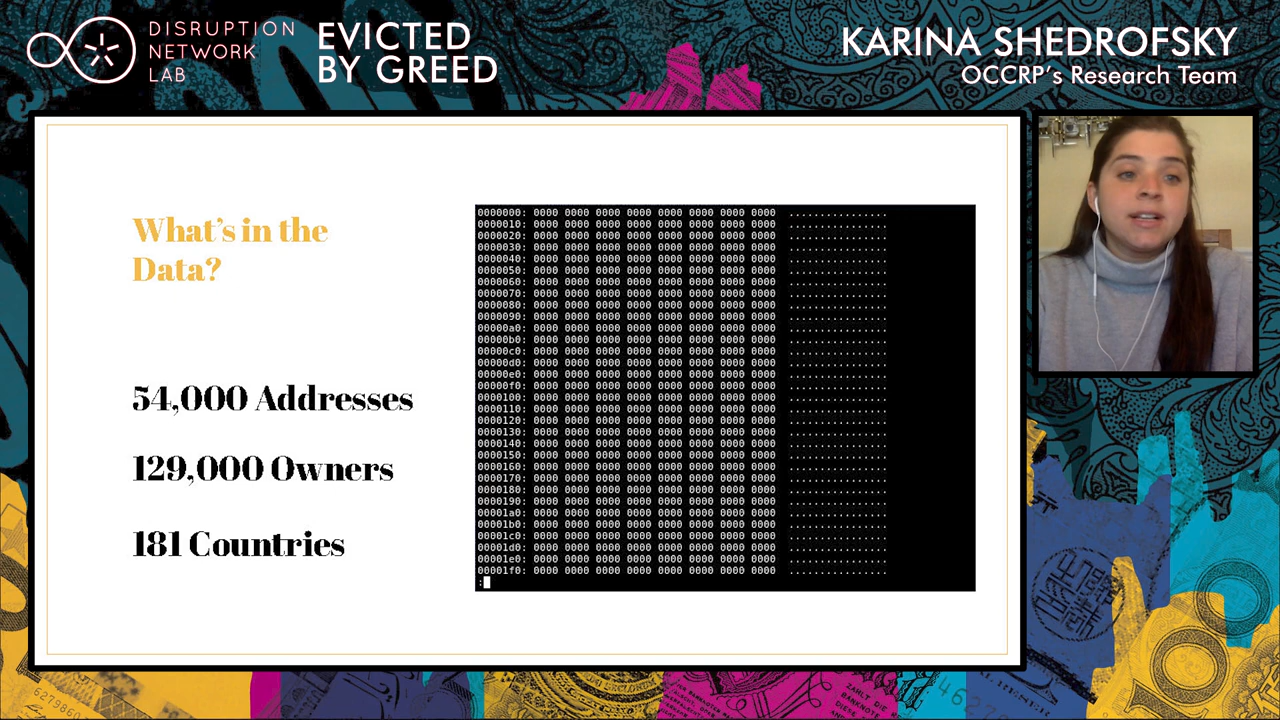 DISRUPTION
NETWORK
LAB
EVICTED
BY GREED
KARINA SHEDROFSKY
OCCRP's Research Team
What's in the
Data?
54,000 Addresses
129,000 Owners
181 Countries
0000000: 0000 0000 0000 0000 0000 0000 0000 0000 ................
0000010: 0000 0000 0000 0000 0000 0000 0000 0000 ................
0000020: 0000 0000 0000 0000 0000 0000 0000 0000 ................
0000030: 0000 0000 0000 0000 0000 0000 0000 0000 ................
0000040: 0000 0000 0000 0000 0000 0000 0000 0000 ................
0000050: 0000 0000 0000 0000 0000 0000 0000 0000 ................
0000060: 0000 0000 0000 0000 0000 0000 0000 0000 ................
0000070: 0000 0000 0000 0000 0000 0000 0000 0000 ................
0000080: 0000 0000 0000 0000 0000 0000 0000 0000 ................
0000090: 0000 0000 0000 0000 0000 0000 0000 0000 ................
00000a0: 0000 0000 0000 0000 0000 0000 0000 0000 ................
00000b0: 0000 0000 0000 0000 0000 0000 0000 0000 ................
00000c0: 0000 0000 0000 0000 0000 0000 0000 0000 ................
00000d0: 0000 0000 0000 0000 0000 0000 0000 0000 ................
00000e0: 0000 0000 0000 0000 0000 0000 0000 0000 ................
00000f0: 0000 0000 0000 0000 0000 0000 0000 0000 ................
0000100: 0000 0000 0000 0000 0000 0000 0000 0000 ................
0000110: 0000 0000 0000 0000 0000 0000 0000 0000 ................
0000120: 0000 0000 0000 0000 0000 0000 0000 0000 ................
0000130: 0000 0000 0000 0000 0000 0000 0000 0000 ................
0000140: 0000 0000 0000 0000 0000 0000 0000 0000 ................
0000150: 0000 0000 0000 0000 0000 0000 0000 0000 ................
0000160: 0000 0000 0000 0000 0000 0000 0000 0000 ................
0000170: 0000 0000 0000 0000 0000 0000 0000 0000 ................
0000180: 0000 0000 0000 0000 0000 0000 0000 0000 ................
0000190: 0000 0000 0000 0000 0000 0000 0000 0000 ................
00001a0: 0000 0000 0000 0000 0000 0000 0000 0000 ................
00001b0: 0000 0000 0000 0000 0000 0000 0000 0000 ................
00001c0: 0000 0000 0000 0000 0000 0000 0000 0000 ................
00001d0: 0000 0000 0000 0000 0000 0000 0000 0000 ................
00001e0: 0000 0000 0000 0000 0000 0000 0000 0000 ................
00001f0: 0000 0000 0000 0000 0000 0000 0000 0000 ................
:
ZAHLT DIE
BANKNOTE
DIESE
100